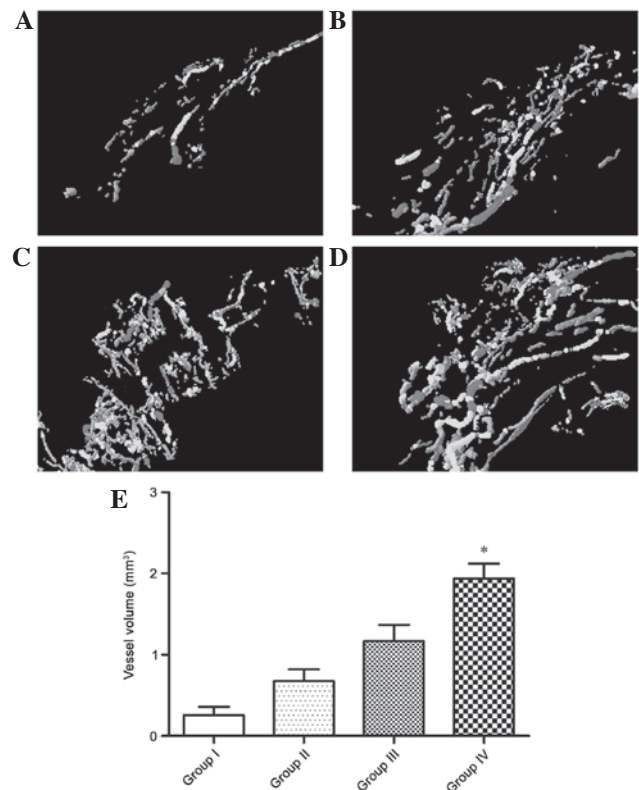 A B
C D
E
3
2
1
0
Vessel volume (mm³)
*
Group I
Group II
Group III
Group IV